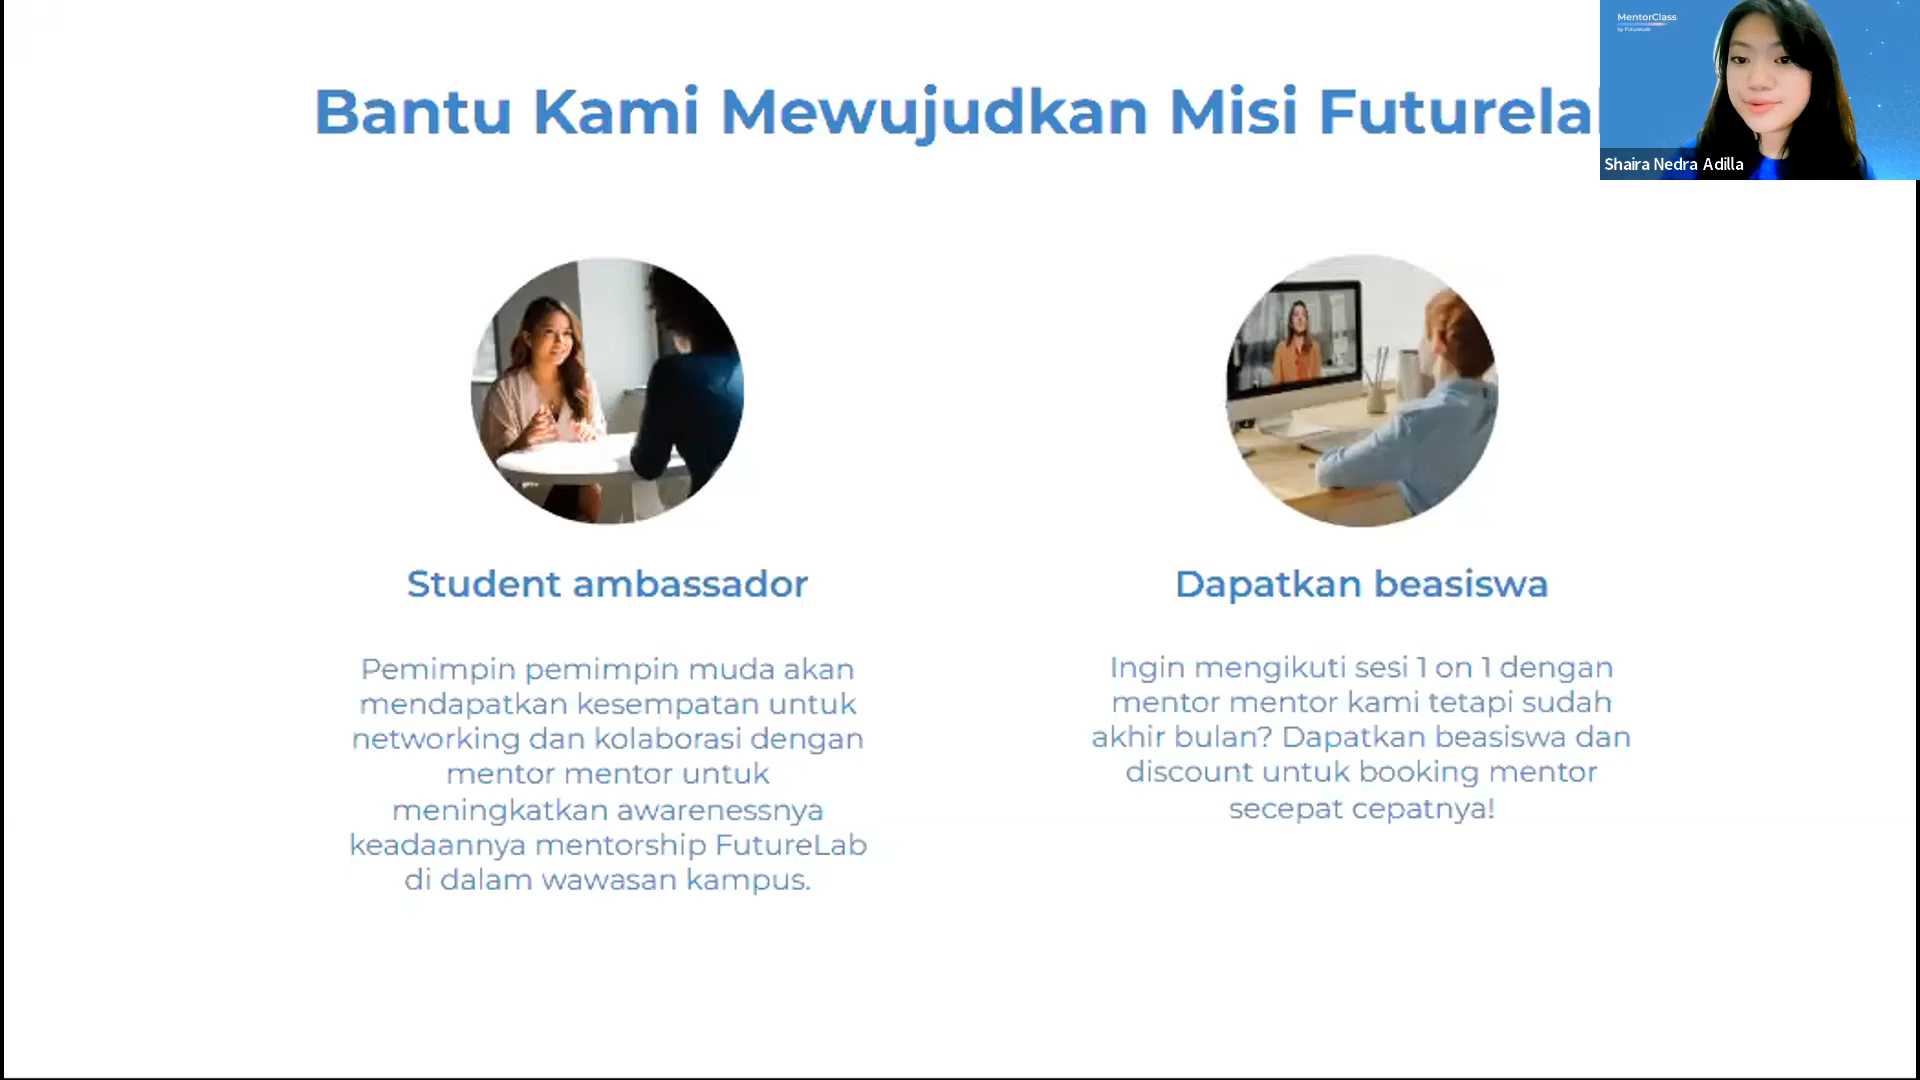 MentorClass
by FutureLab
Shaira Nedra Adilla
Bantu Kami Mewujudkan Misi Futurela
Student ambassador
Pemimpin pemimpin muda akan
mendapatkan kesempatan untuk
networking dan kolaborasi dengan
mentor mentor untuk
meningkatkan awarenessnya
keadaannya mentorship FutureLab
di dalam wawasan kampus.
Dapatkan beasiswa
Ingin mengikuti sesi 1 on 1 dengan
mentor mentor kami tetapi sudah
akhir bulan? Dapatkan beasiswa dan
discount untuk booking mentor
secepat cepatnya!